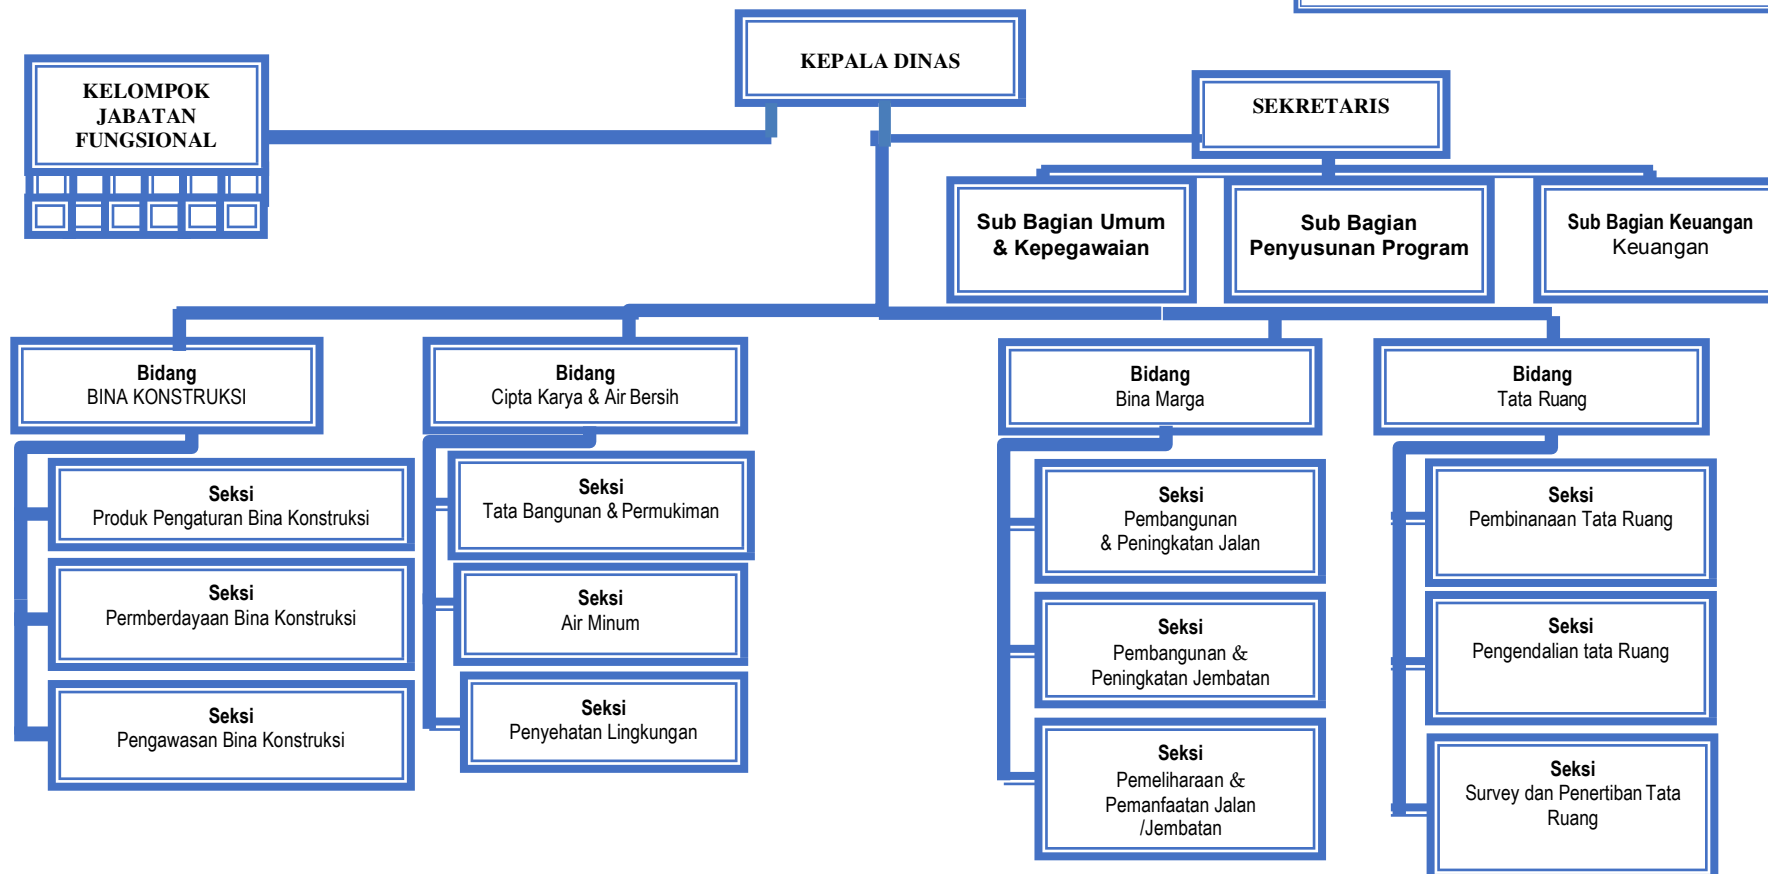 KEPALA DINAS
KELOMPOK
JABATAN
FUNGSIONAL
SEKRETARIS
Sub Bagian Umum
& Kepegawaian
Sub Bagian
Penyusunan Program
Sub Bagian Keuangan
Keuangan
Bidang
BINA KONSTRUKSI
Bidang
Cipta Karya & Air Bersih
Bidang
Bina Marga
Bidang
Tata Ruang
Seksi
Produk Pengaturan Bina Konstruksi
Seksi
Permberdayaan Bina Konstruksi
Seksi
Pengawasan Bina Konstruksi
Seksi
Tata Bangunan & Permukiman
Seksi
Air Minum
Seksi
Penyehatan Lingkungan
Seksi
Pembangunan
& Peningkatan Jalan
Seksi
Pembangunan &
Peningkatan Jembatan
Seksi
Pemeliharaan &
Pemanfaatan Jalan
/Jembatan
Seksi
Pembinanaan Tata Ruang
Seksi
Pengendalian tata Ruang
Seksi
Survey dan Penertiban Tata
Ruang